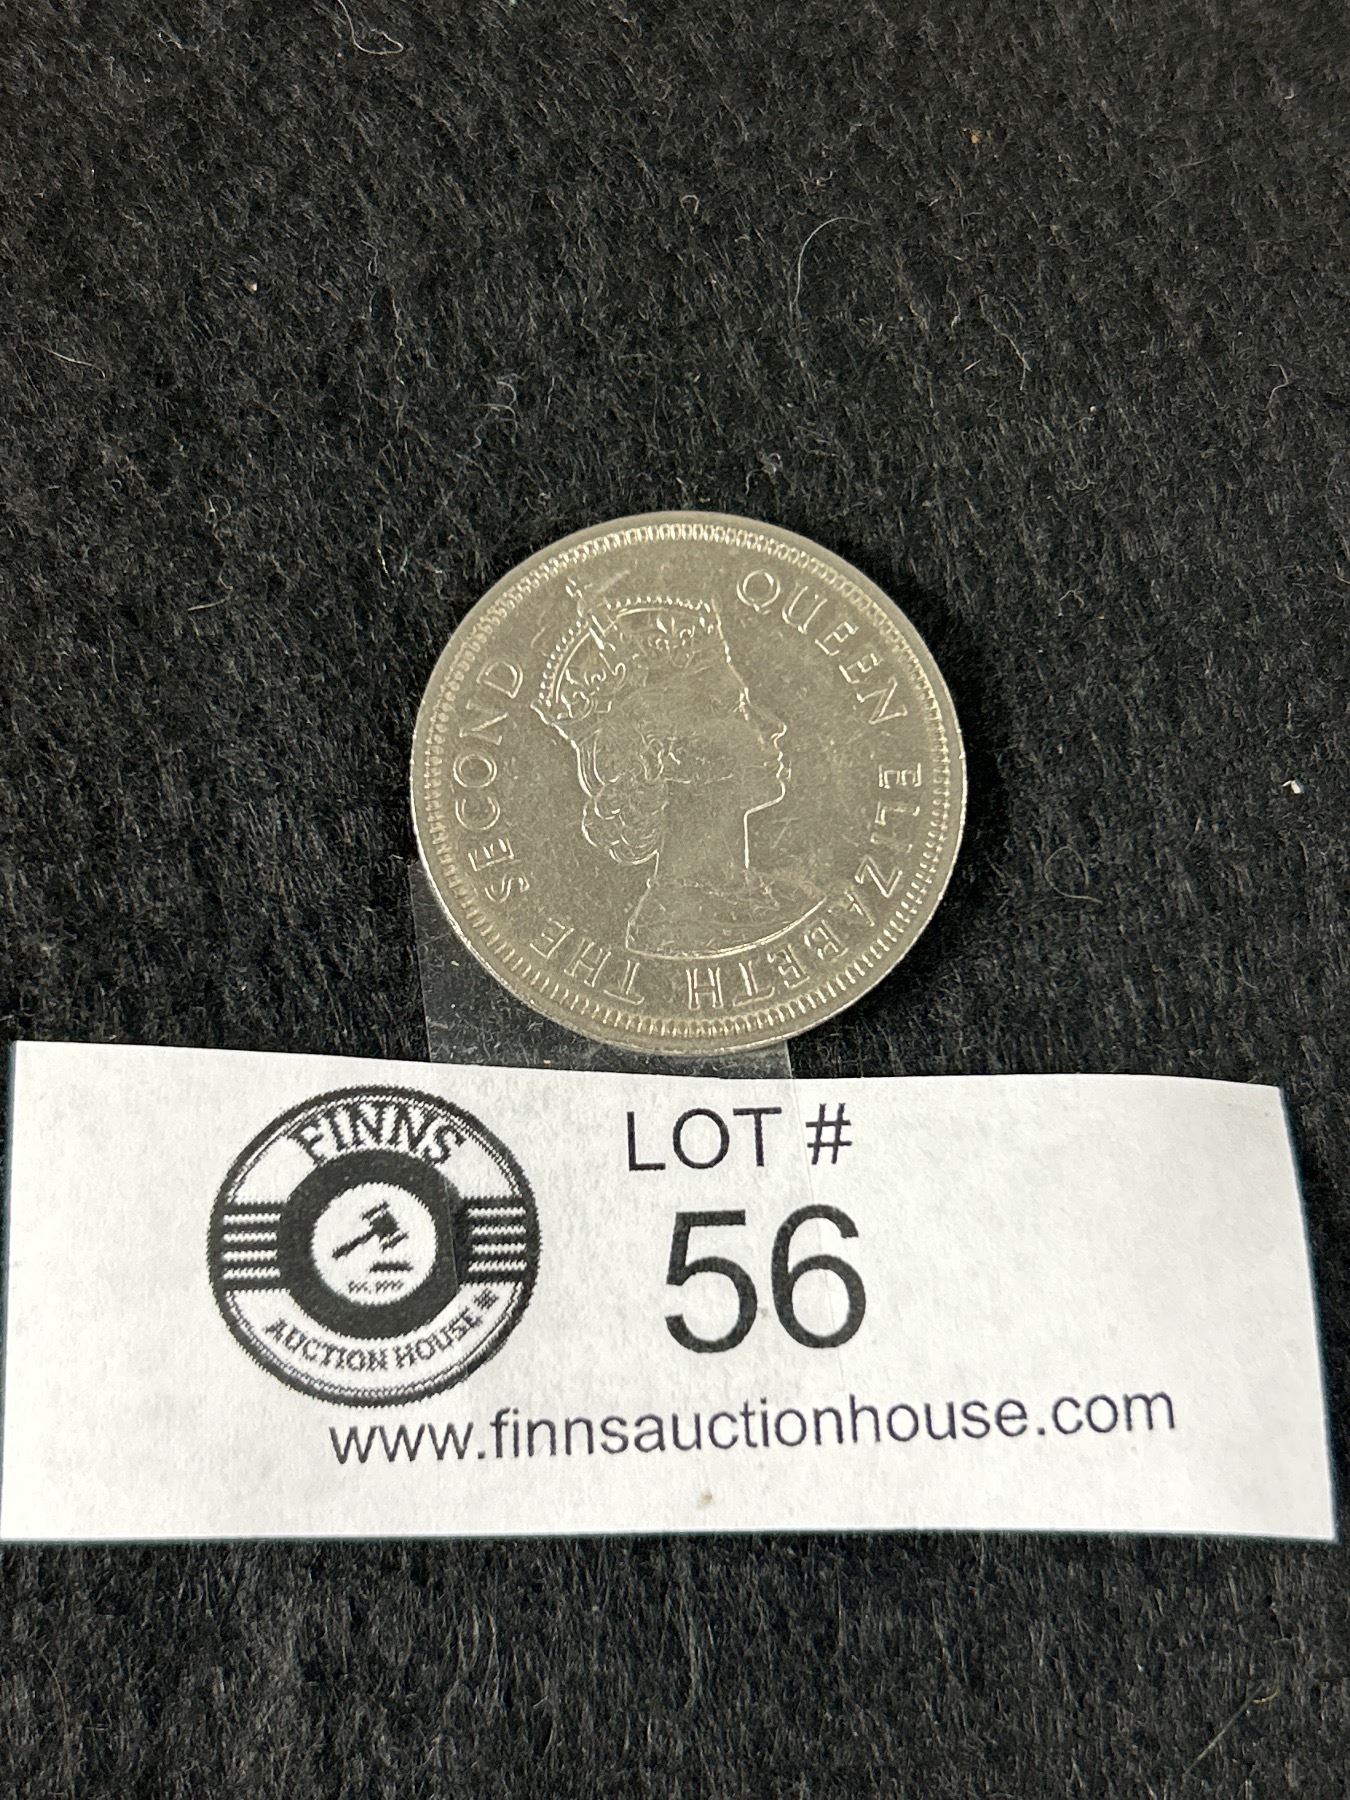 QUEEN ELIZABETH THE SECOND
FINNS
AUCTION HOUSE
LOT #
56
www.finnsauctionhouse.com